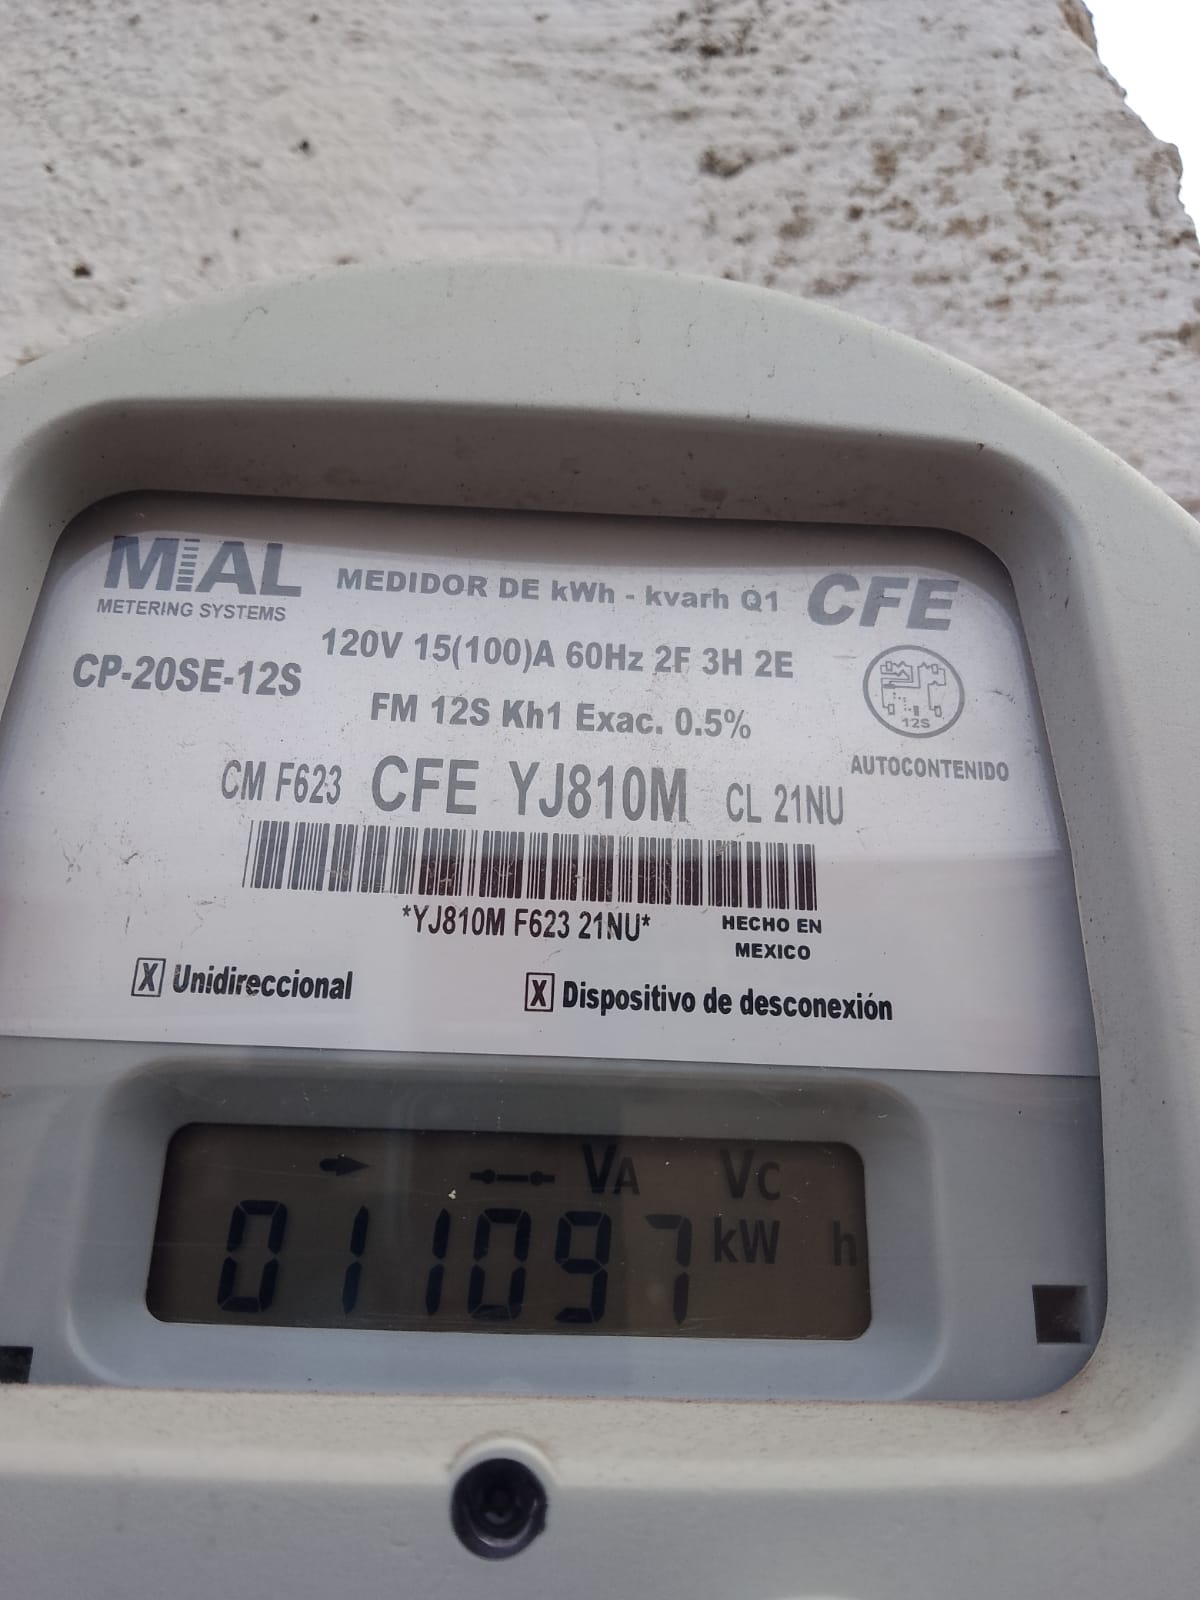 MIAL
METERING SYSTEMS
MEDIDOR DE kWh - kvarh Q1
CFE
120V 15(100)A 60Hz 2F 3H 2E
CP-20SE-12S
FM 12S Kh1 Exac. 0.5%
12S
AUTOCONTENIDO
CM F623 CFE YJ810M CL 21NU
*YJ810M F623 21NU*
HECHO EN
MEXICO
X Unidireccional
X Dispositivo de desconexión
VA VC
011097 kW h